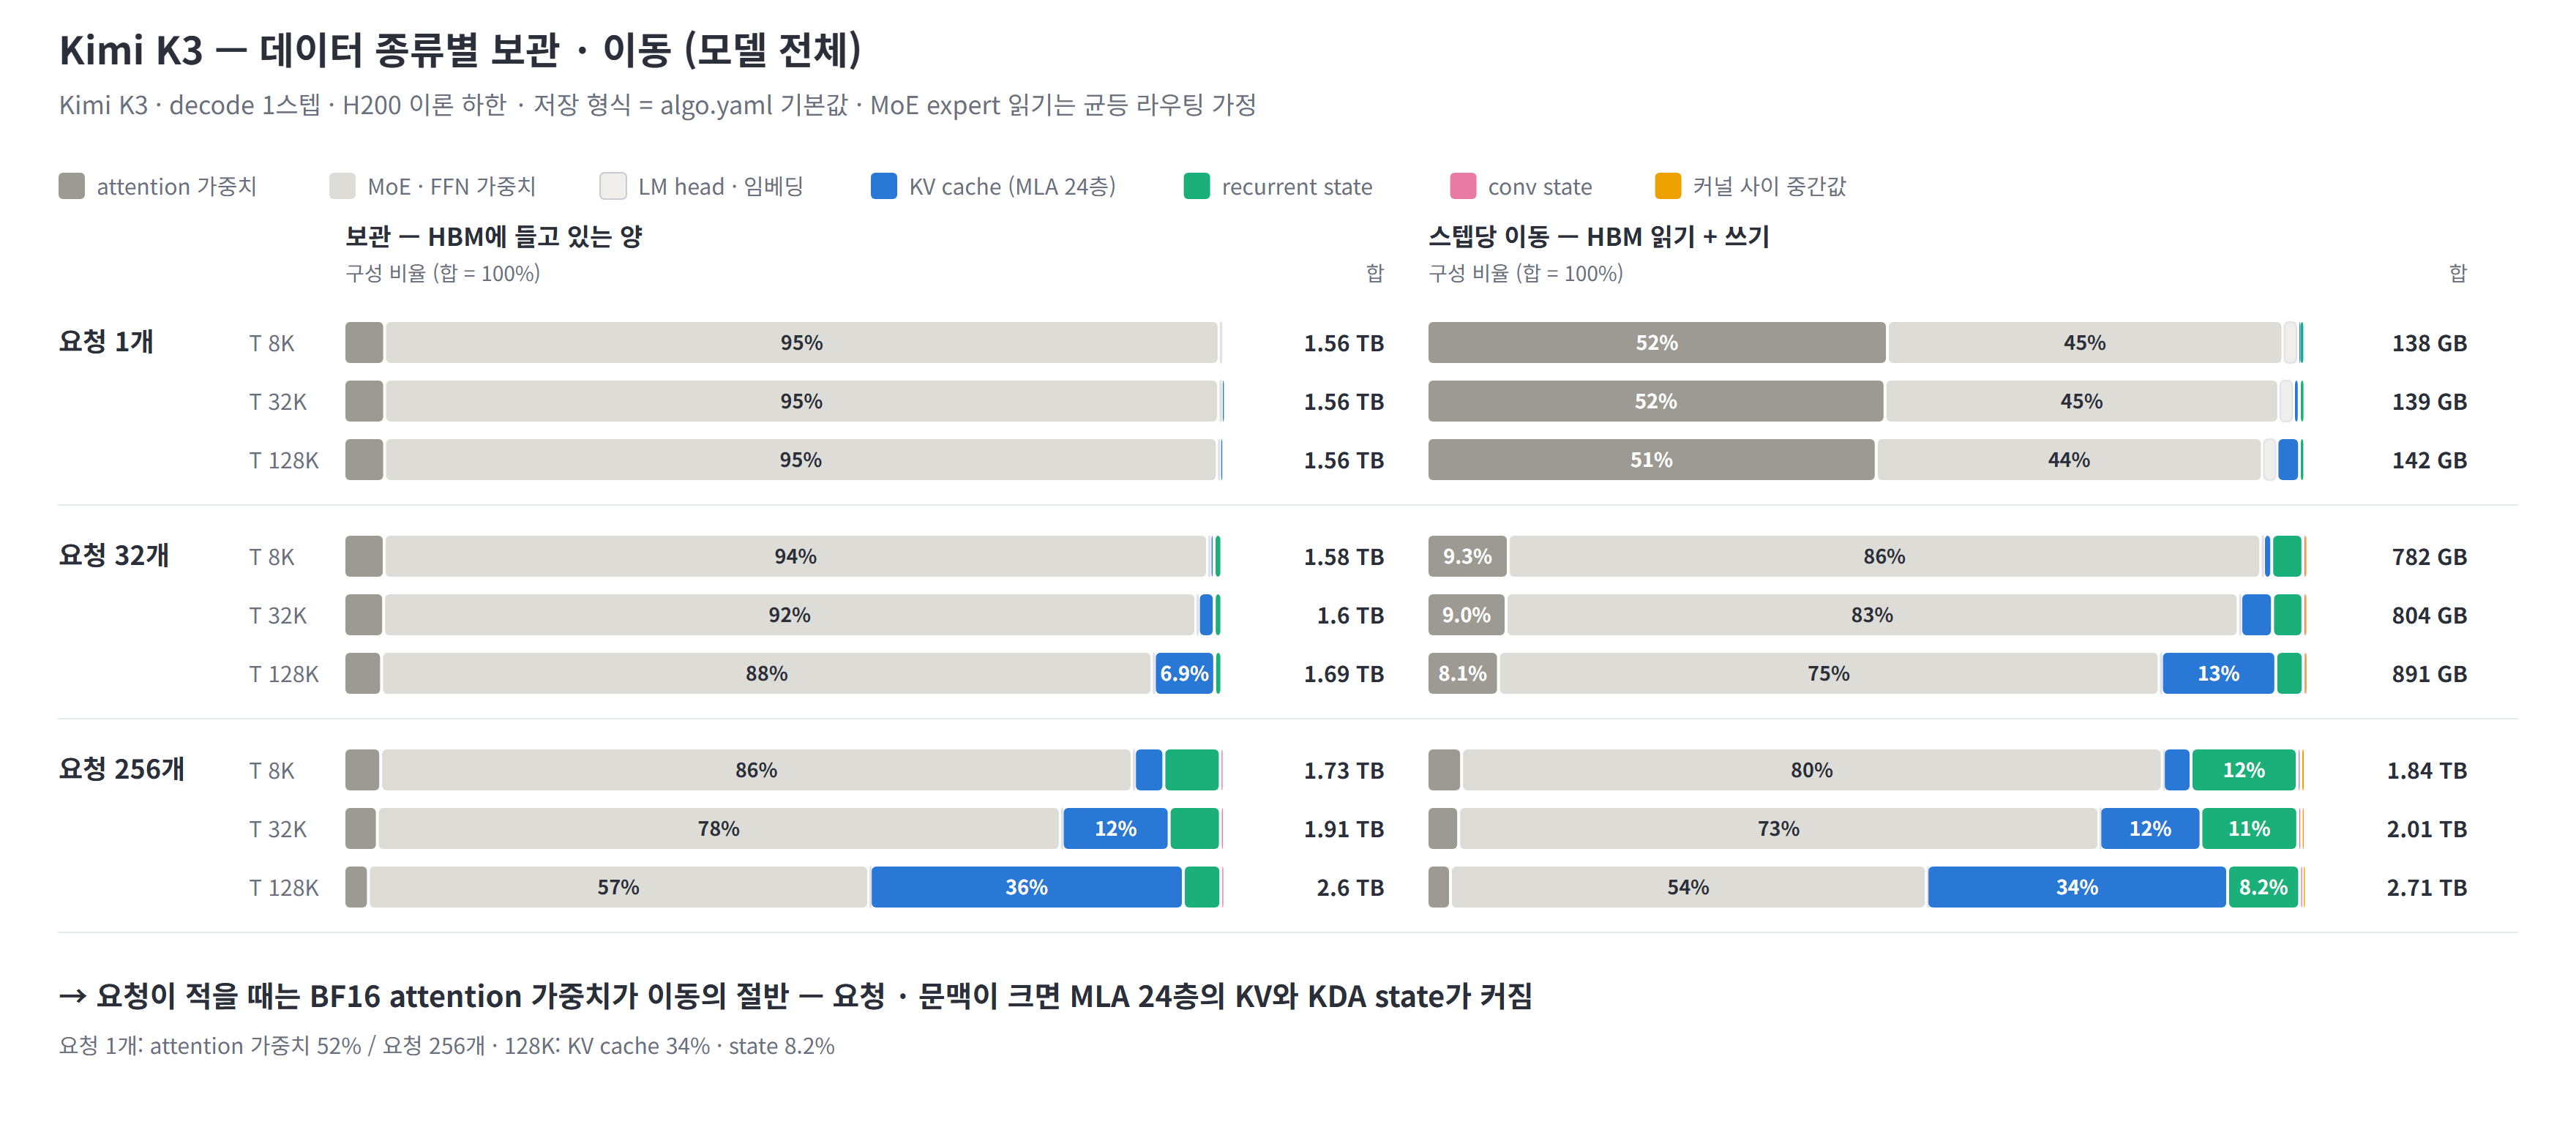 Kimi K3 — 데이터 종류별 보관 · 이동 (모델 전체)
Kimi K3 · decode 1스텝 · H200 이론 하한 · 저장 형식 = algo.yaml 기본값 · MoE expert 읽기는 균등 라우팅 가정
attention 가중치 MoE · FFN 가중치 LM head · 임베딩 KV cache (MLA 24층) recurrent state conv state 커널 사이 중간값
보관 — HBM에 들고 있는 양 스텝당 이동 — HBM 읽기 + 쓰기
구성 비율 (합 = 100%) 합 구성 비율 (합 = 100%) 합
요청 1개 T 8K 95% 1.56 TB 52% 45% 138 GB
T 32K 95% 1.56 TB 52% 45% 139 GB
T 128K 95% 1.56 TB 51% 44% 142 GB
요청 32개 T 8K 94% 1.58 TB 9.3% 86% 782 GB
T 32K 92% 1.6 TB 9.0% 83% 804 GB
T 128K 88% 6.9% 1.69 TB 8.1% 75% 13% 891 GB
요청 256개 T 8K 86% 1.73 TB 80% 12% 1.84 TB
T 32K 78% 12% 1.91 TB 73% 12% 11% 2.01 TB
T 128K 57% 36% 2.6 TB 54% 34% 8.2% 2.71 TB
→ 요청이 적을 때는 BF16 attention 가중치가 이동의 절반 — 요청 · 문맥이 크면 MLA 24층의 KV와 KDA state가 커짐
요청 1개: attention 가중치 52% / 요청 256개 · 128K: KV cache 34% · state 8.2%